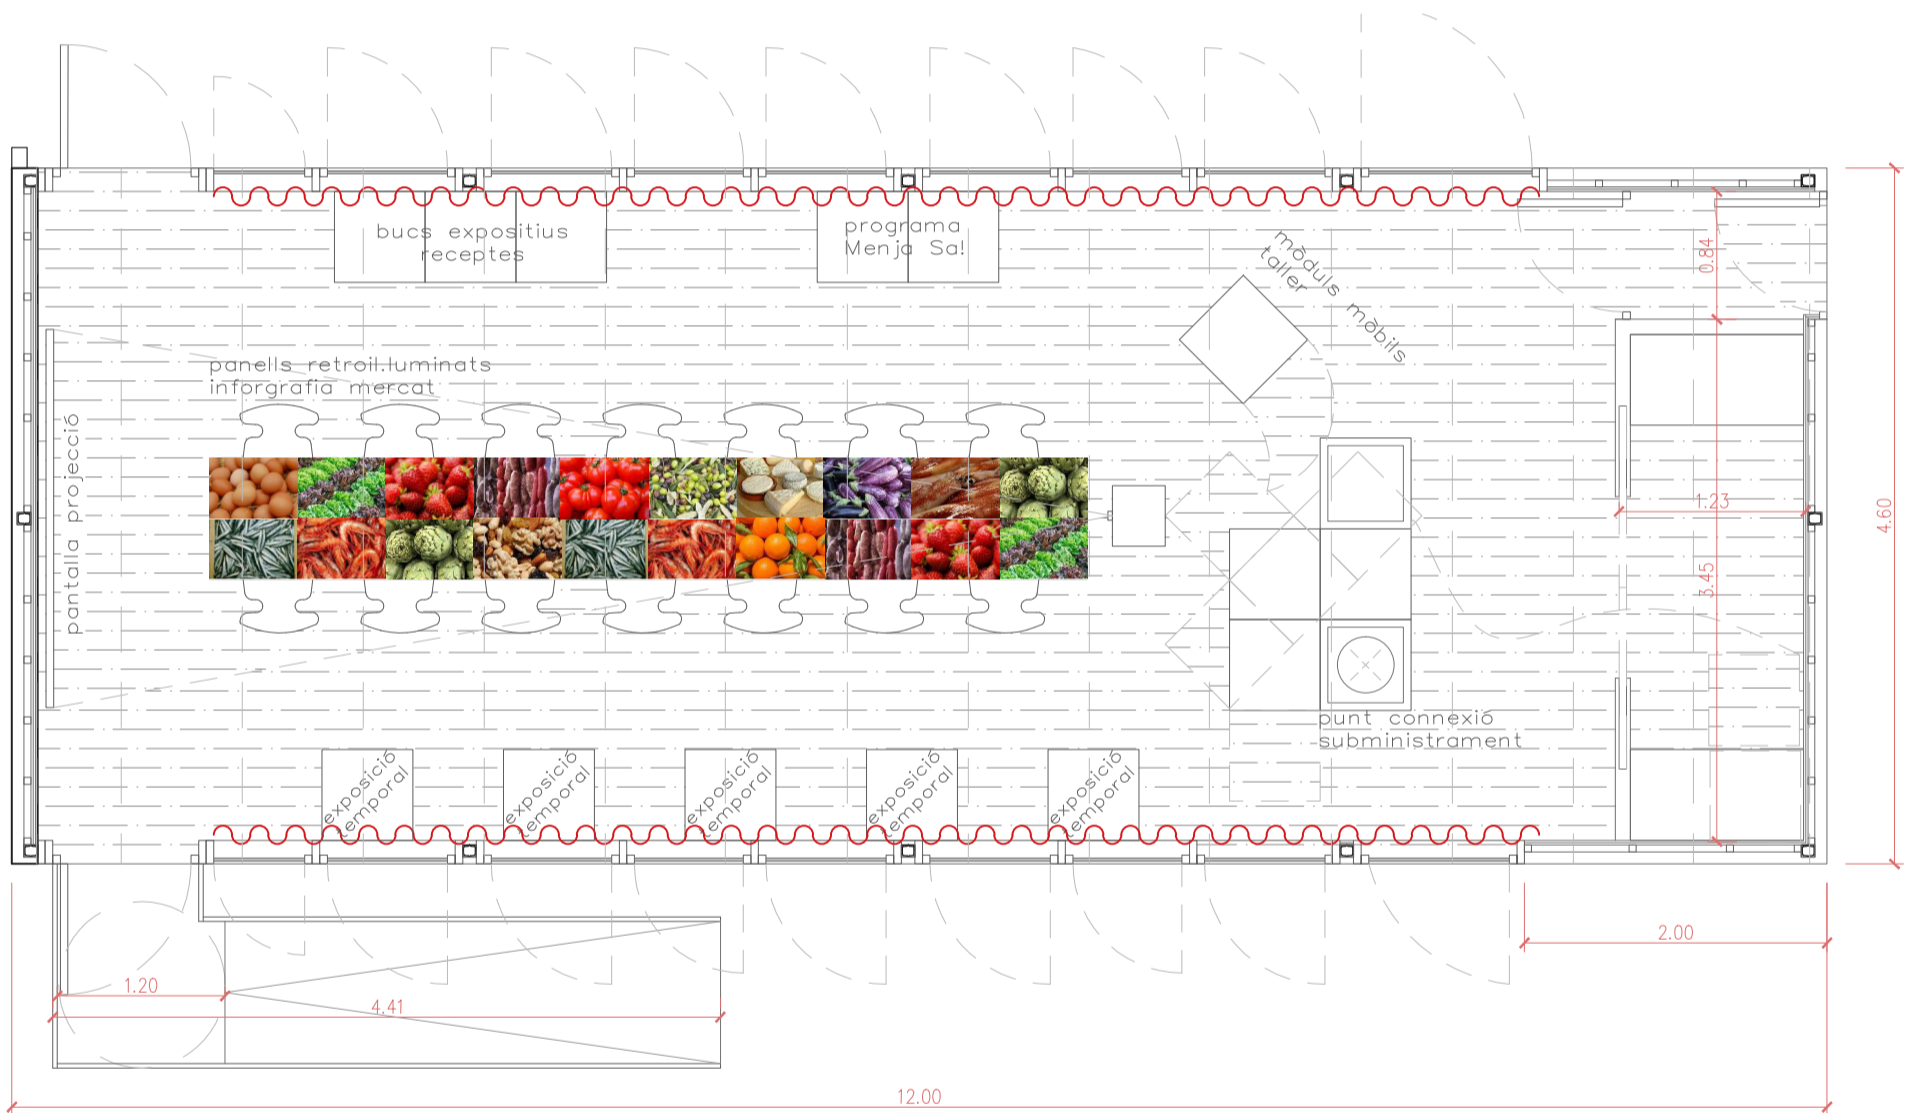 bucs expositius
receptes
programa
Menja Sa!
mòduls mòbils
taller
0.84
panells retroil.luminats
inforgrafia mercat
pantalla projecció
1.23
4.60
3.45
punt connexió
subministrament
exposició
temporal
exposició
temporal
exposició
temporal
exposició
temporal
exposició
temporal
2.00
1.20
4.41
12.00